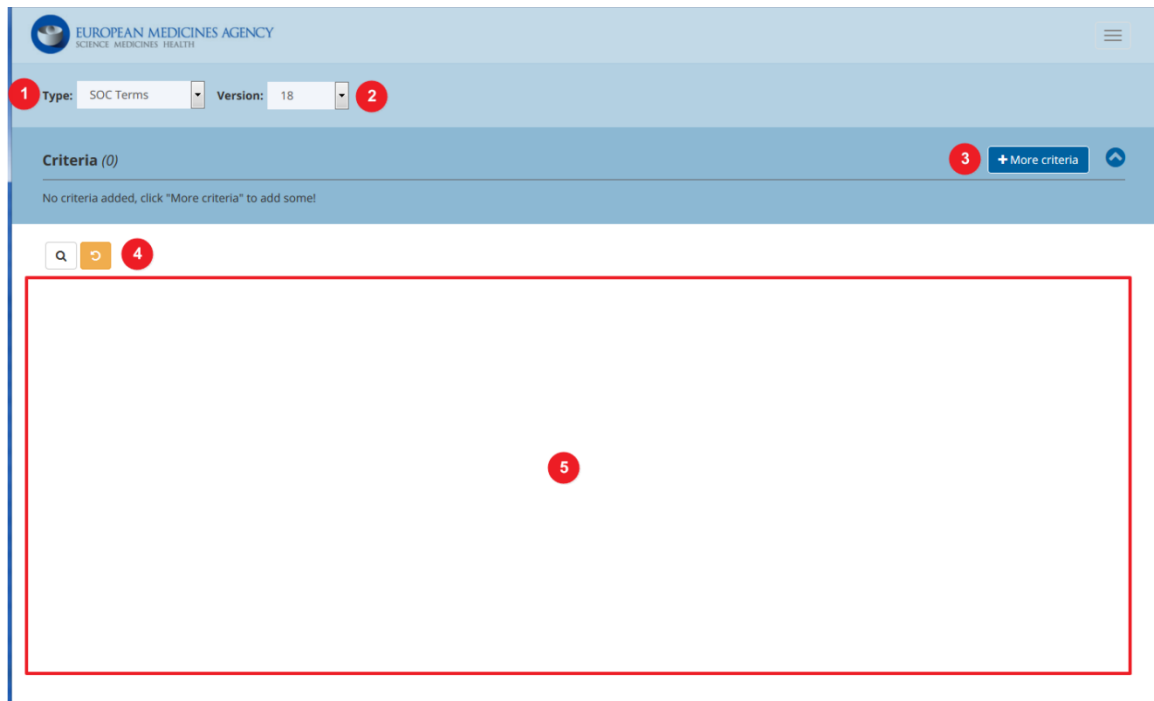 EUROPEAN MEDICINES AGENCY
SCIENCE MEDICINES HEALTH
1 Type: SOC Terms Version: 18 2
Criteria (0) 3 + More criteria
No criteria added, click "More criteria" to add some!
4
5